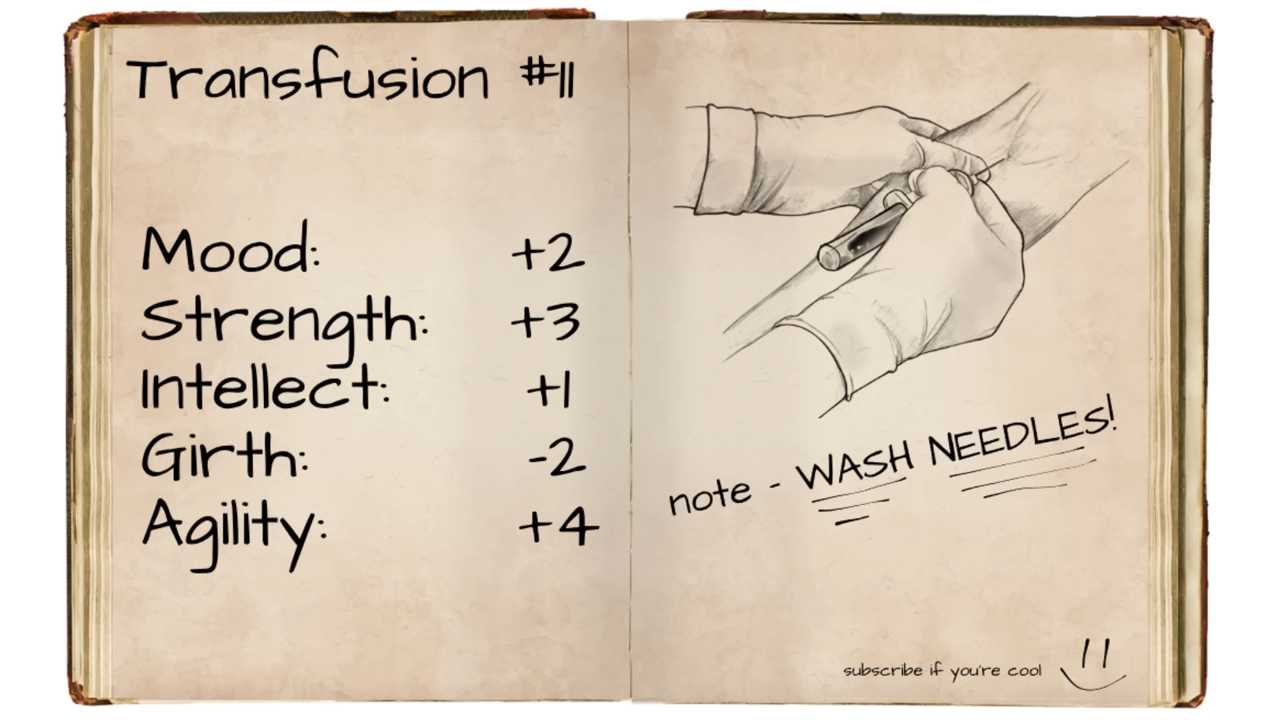 Transfusion #11
Mood: +2
Strength: +3
Intellect: +1
Girth: -2
Agility: +4
note - WASH NEEDLES!
subscribe if you're cool